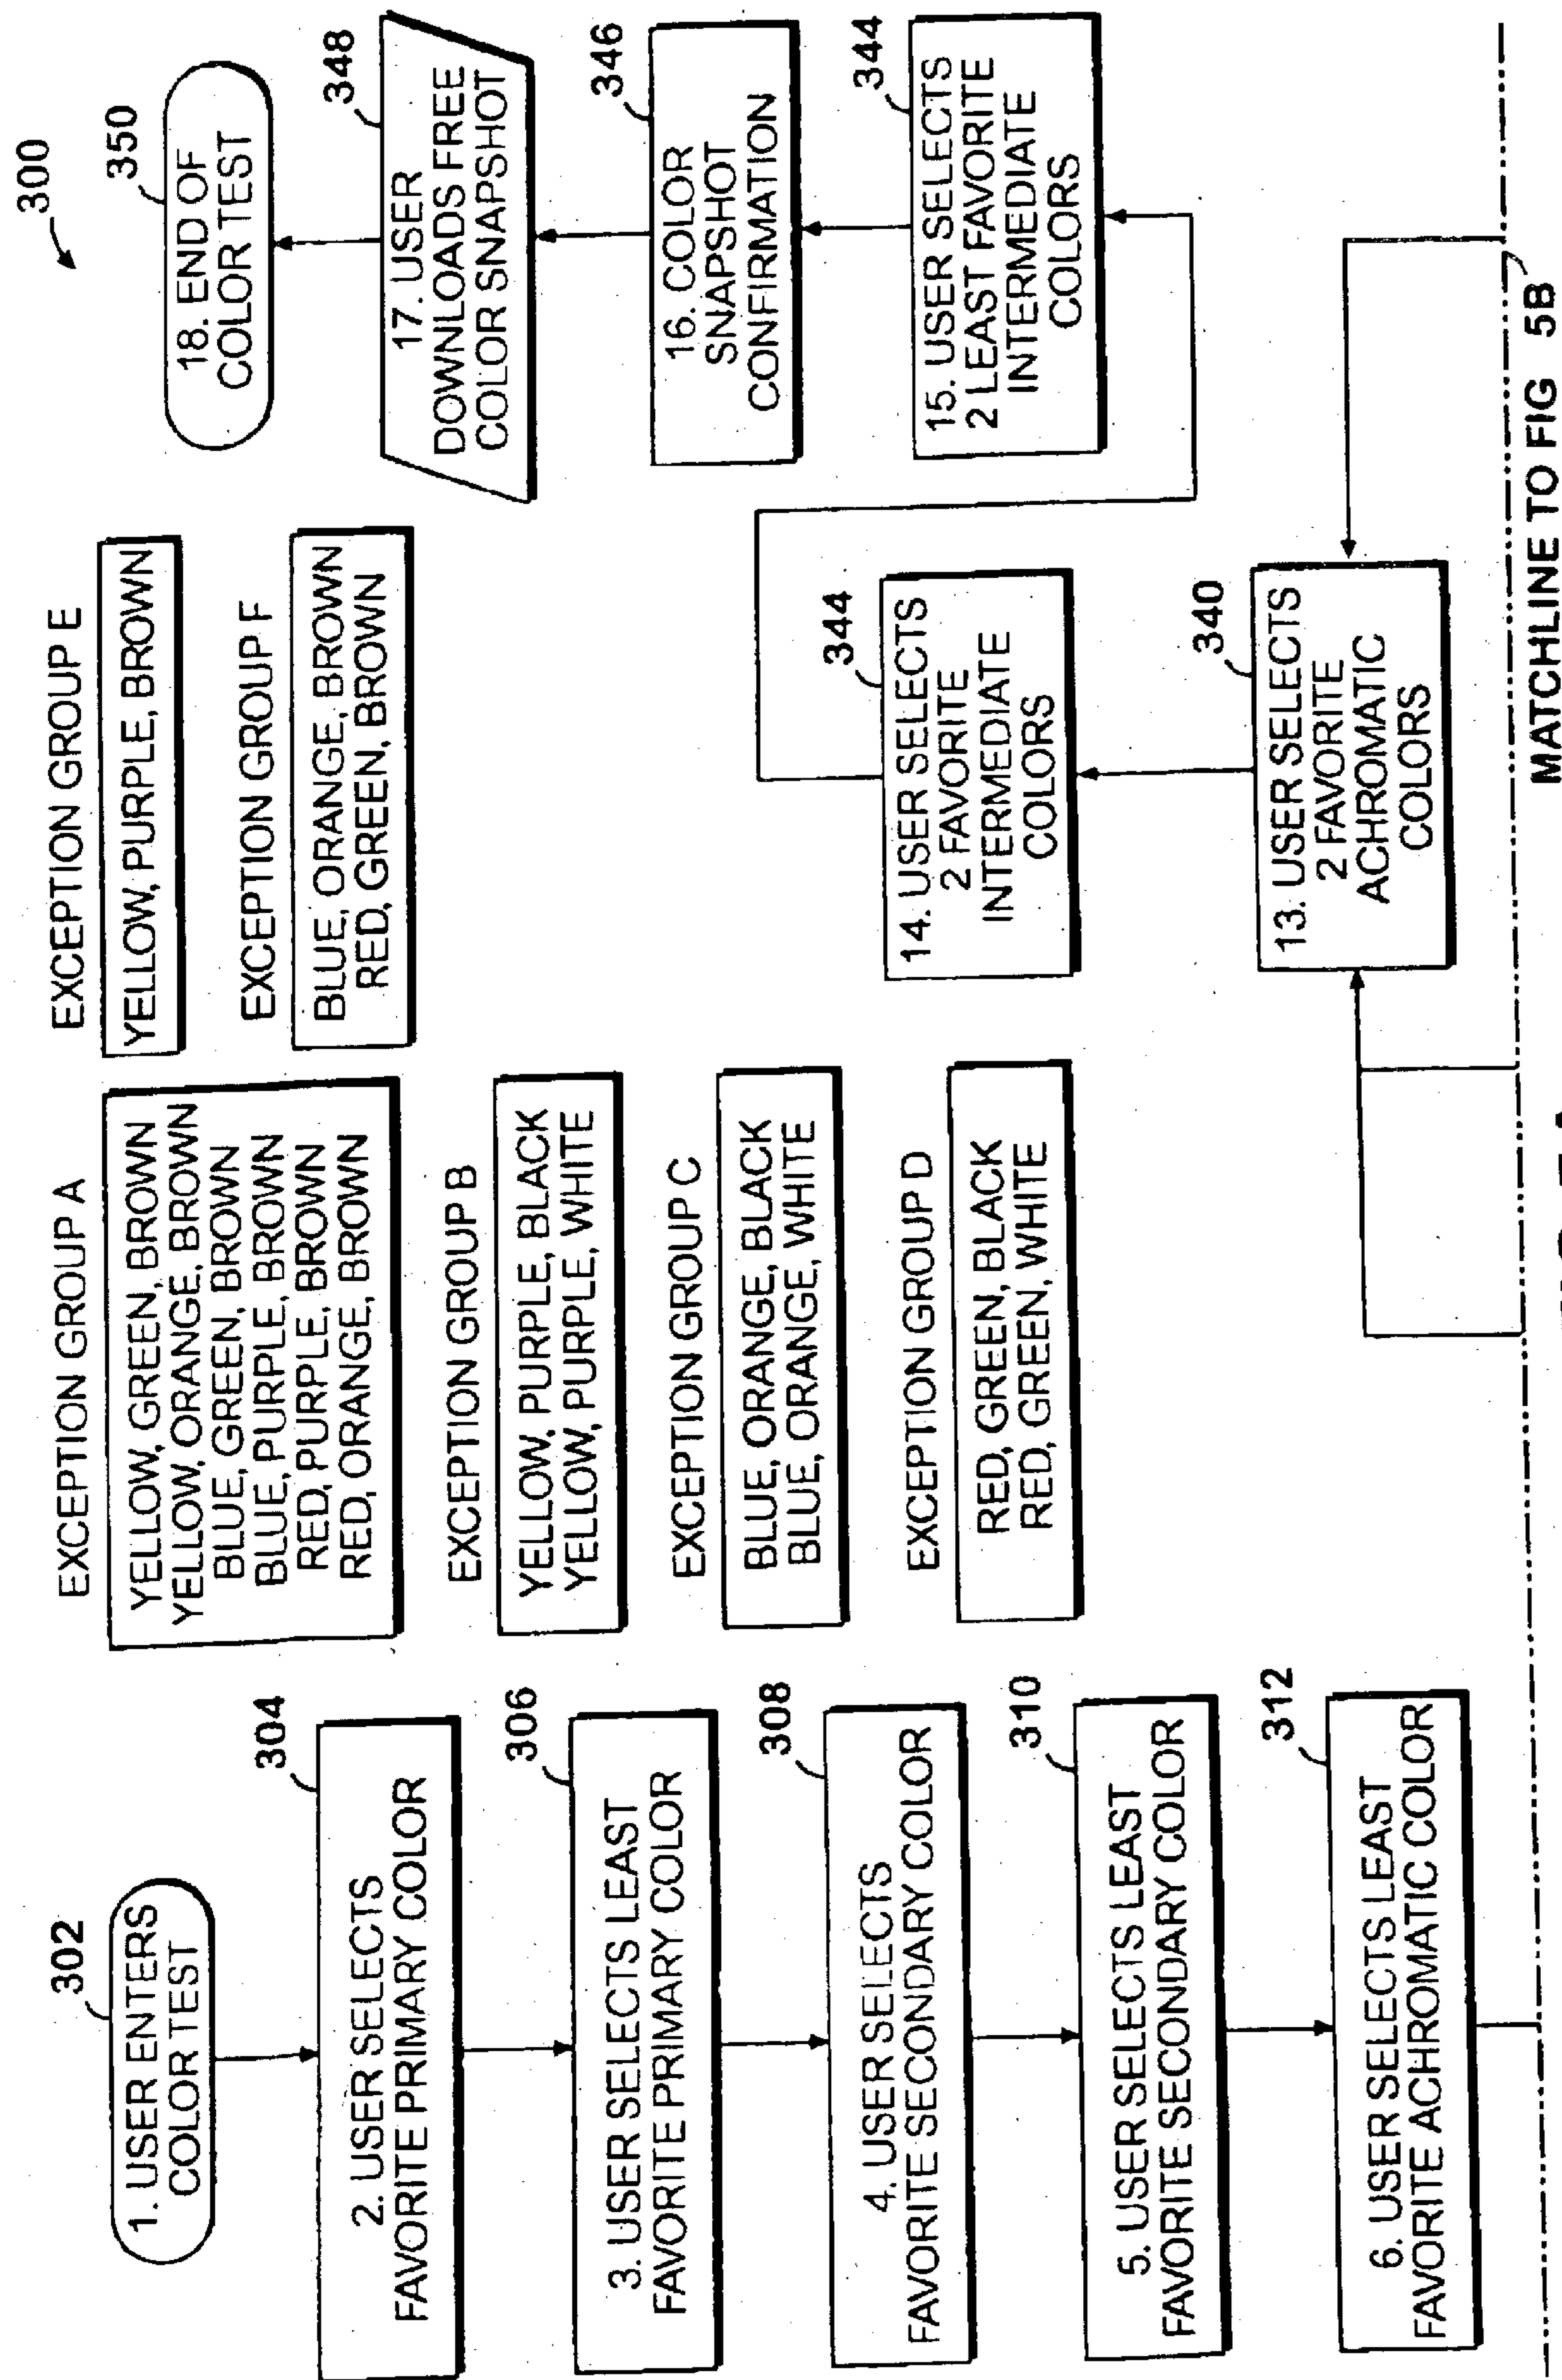 300
302
1. USER ENTERS
COLOR TEST
304
2. USER SELECTS
FAVORITE PRIMARY COLOR
306
3. USER SELECTS LEAST
FAVORITE PRIMARY COLOR
308
4. USER SELECTS
FAVORITE SECONDARY COLOR
310
5. USER SELECTS LEAST
FAVORITE SECONDARY COLOR
312
6. USER SELECTS LEAST
FAVORITE ACHROMATIC COLOR
EXCEPTION GROUP A
YELLOW, GREEN, BROWN
YELLOW, ORANGE, BROWN
BLUE, GREEN, BROWN
BLUE, PURPLE, BROWN
RED, PURPLE, BROWN
RED, ORANGE, BROWN
EXCEPTION GROUP B
YELLOW, PURPLE, BLACK
YELLOW, PURPLE, WHITE
EXCEPTION GROUP C
BLUE, ORANGE, BLACK
BLUE, ORANGE, WHITE
EXCEPTION GROUP D
RED, GREEN, BLACK
RED, GREEN, WHITE
EXCEPTION GROUP E
YELLOW, PURPLE, BROWN
EXCEPTION GROUP F
BLUE, ORANGE, BROWN
RED, GREEN, BROWN
344
14. USER SELECTS
2 FAVORITE
INTERMEDIATE
COLORS
340
13. USER SELECTS
2 FAVORITE
ACHROMATIC
COLORS
350
18. END OF
COLOR TEST
348
17. USER
DOWNLOADS FREE
COLOR SNAPSHOT
346
16. COLOR
SNAPSHOT
CONFIRMATION
344
15. USER SELECTS
2 LEAST FAVORITE
INTERMEDIATE
COLORS
MATCHLINE TO FIG 5B